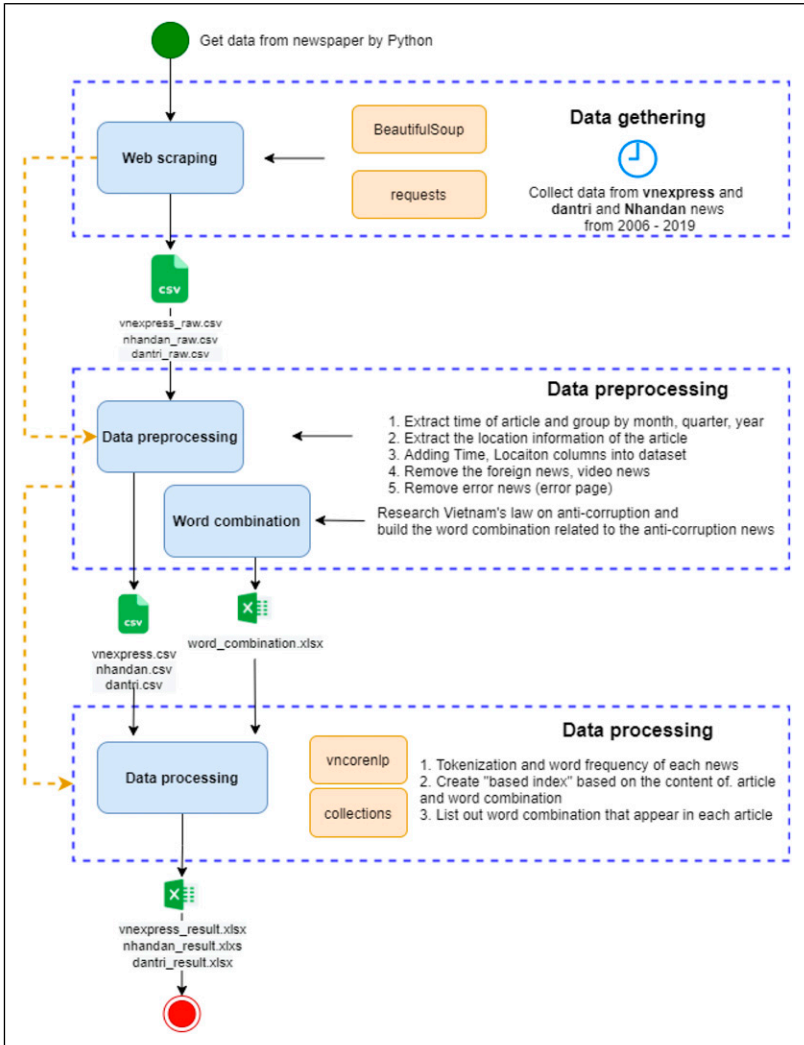 Get data from newspaper by Python
Data gethering
BeautifulSoup
Web scraping
requests
Collect data from vnexpress and
dantri and Nhandan news
from 2006 - 2019
CSV
vnexpress_raw.csv
nhandan_raw.csv
dantri_raw.csv
Data preprocessing
Data preprocessing
1. Extract time of article and group by month, quarter, year
2. Extract the location information of the article
3. Adding Time, Locaiton columns into dataset
4. Remove the foreign news, video news
5. Remove error news (error page)
Word combination
Research Vietnam's law on anti-corruption and
build the word combination related to the anti-corruption news
CSV
X
vnexpress.csv
nhandan.csv
dantri.csv
word_combination.xlsx
Data processing
Data processing
vncorenlp
collections
1. Tokenization and word frequency of each news
2. Create "based index" based on the content of. article
and word combination
3. List out word combination that appear in each article
X
vnexpress_result.xlsx
nhandan_result.xlxs
dantri_result.xlsx